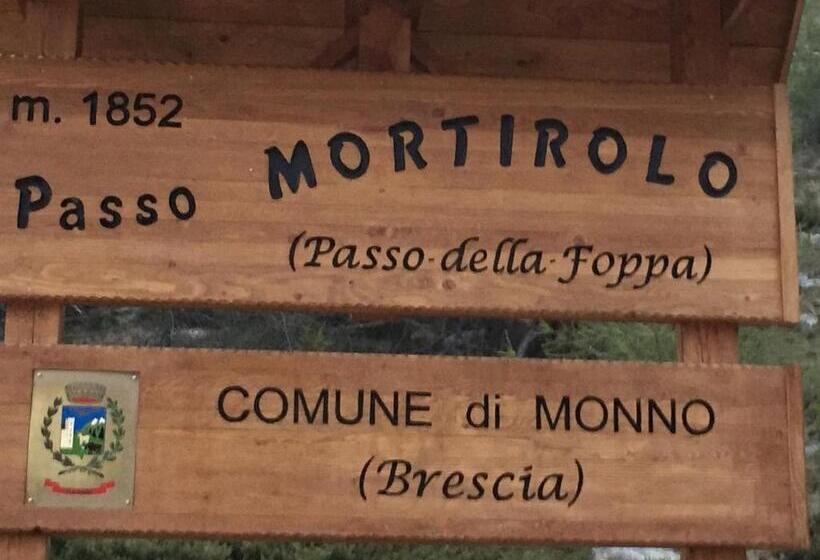 m. 1852
Passo MORTIROLO
(Passo della Foppa)
COMUNE di MONNO
(Brescia)